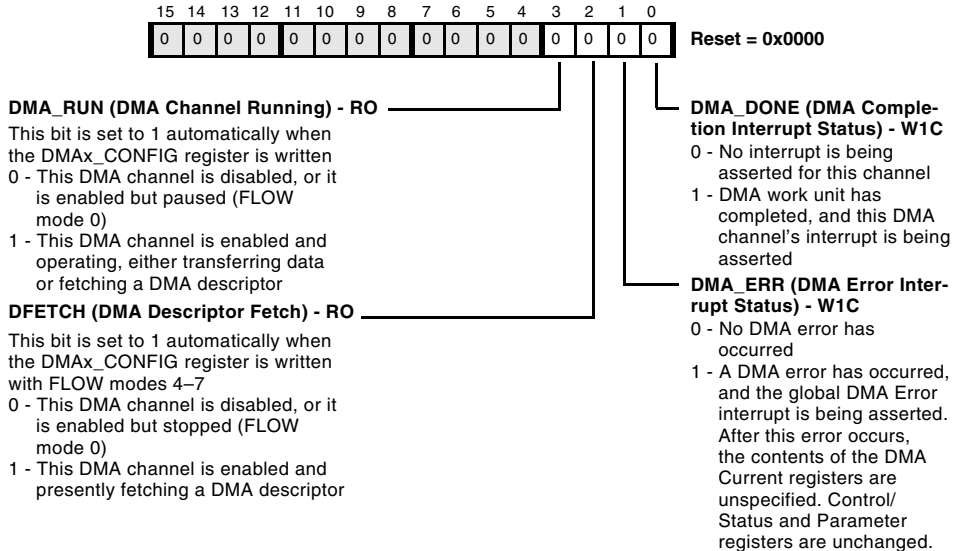 15 14 13 12 11 10 9 8 7 6 5 4 3 2 1 0
0 0 0 0 0 0 0 0 0 0 0 0 0 0 0 0 Reset = 0x0000
DMA_RUN (DMA Channel Running) - RO
This bit is set to 1 automatically when
the DMAx_CONFIG register is written
0 - This DMA channel is disabled, or it
is enabled but paused (FLOW
mode 0)
1 - This DMA channel is enabled and
operating, either transferring data
or fetching a DMA descriptor
DFETCH (DMA Descriptor Fetch) - RO
This bit is set to 1 automatically when
the DMAx_CONFIG register is written
with FLOW modes 4–7
0 - This DMA channel is disabled, or it
is enabled but stopped (FLOW
mode 0)
1 - This DMA channel is enabled and
presently fetching a DMA descriptor
DMA_DONE (DMA Comple-
tion Interrupt Status) - W1C
0 - No interrupt is being
asserted for this channel
1 - DMA work unit has
completed, and this DMA
channel's interrupt is being
asserted
DMA_ERR (DMA Error Inter-
rupt Status) - W1C
0 - No DMA error has
occurred
1 - A DMA error has occurred,
and the global DMA Error
interrupt is being asserted.
After this error occurs,
the contents of the DMA
Current registers are
unspecified. Control/
Status and Parameter
registers are unchanged.